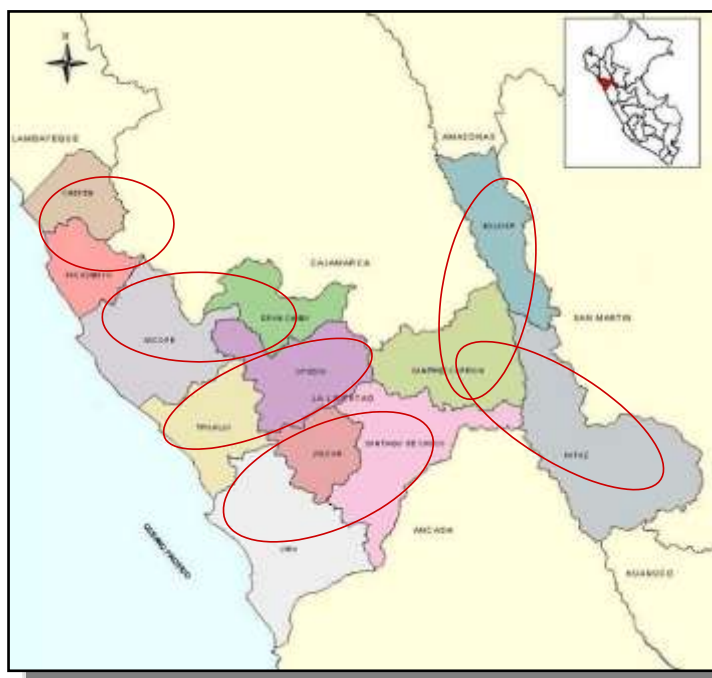 N
LAMBAYEQUE
AMAZONAS
CHEPEN
BOLIVAR
PACASMAYO
CAJAMARCA
GRAN CHIMU
SAN MARTIN
ASCOPE
SANCHEZ CARRION
OTUZCO
LA LIBERTAD
TRUJILLO
SANTIAGO DE CHUCO
JULCAN
PATAZ
ANCASH
VIRU
OCEANO PACIFICO
HUANUCO